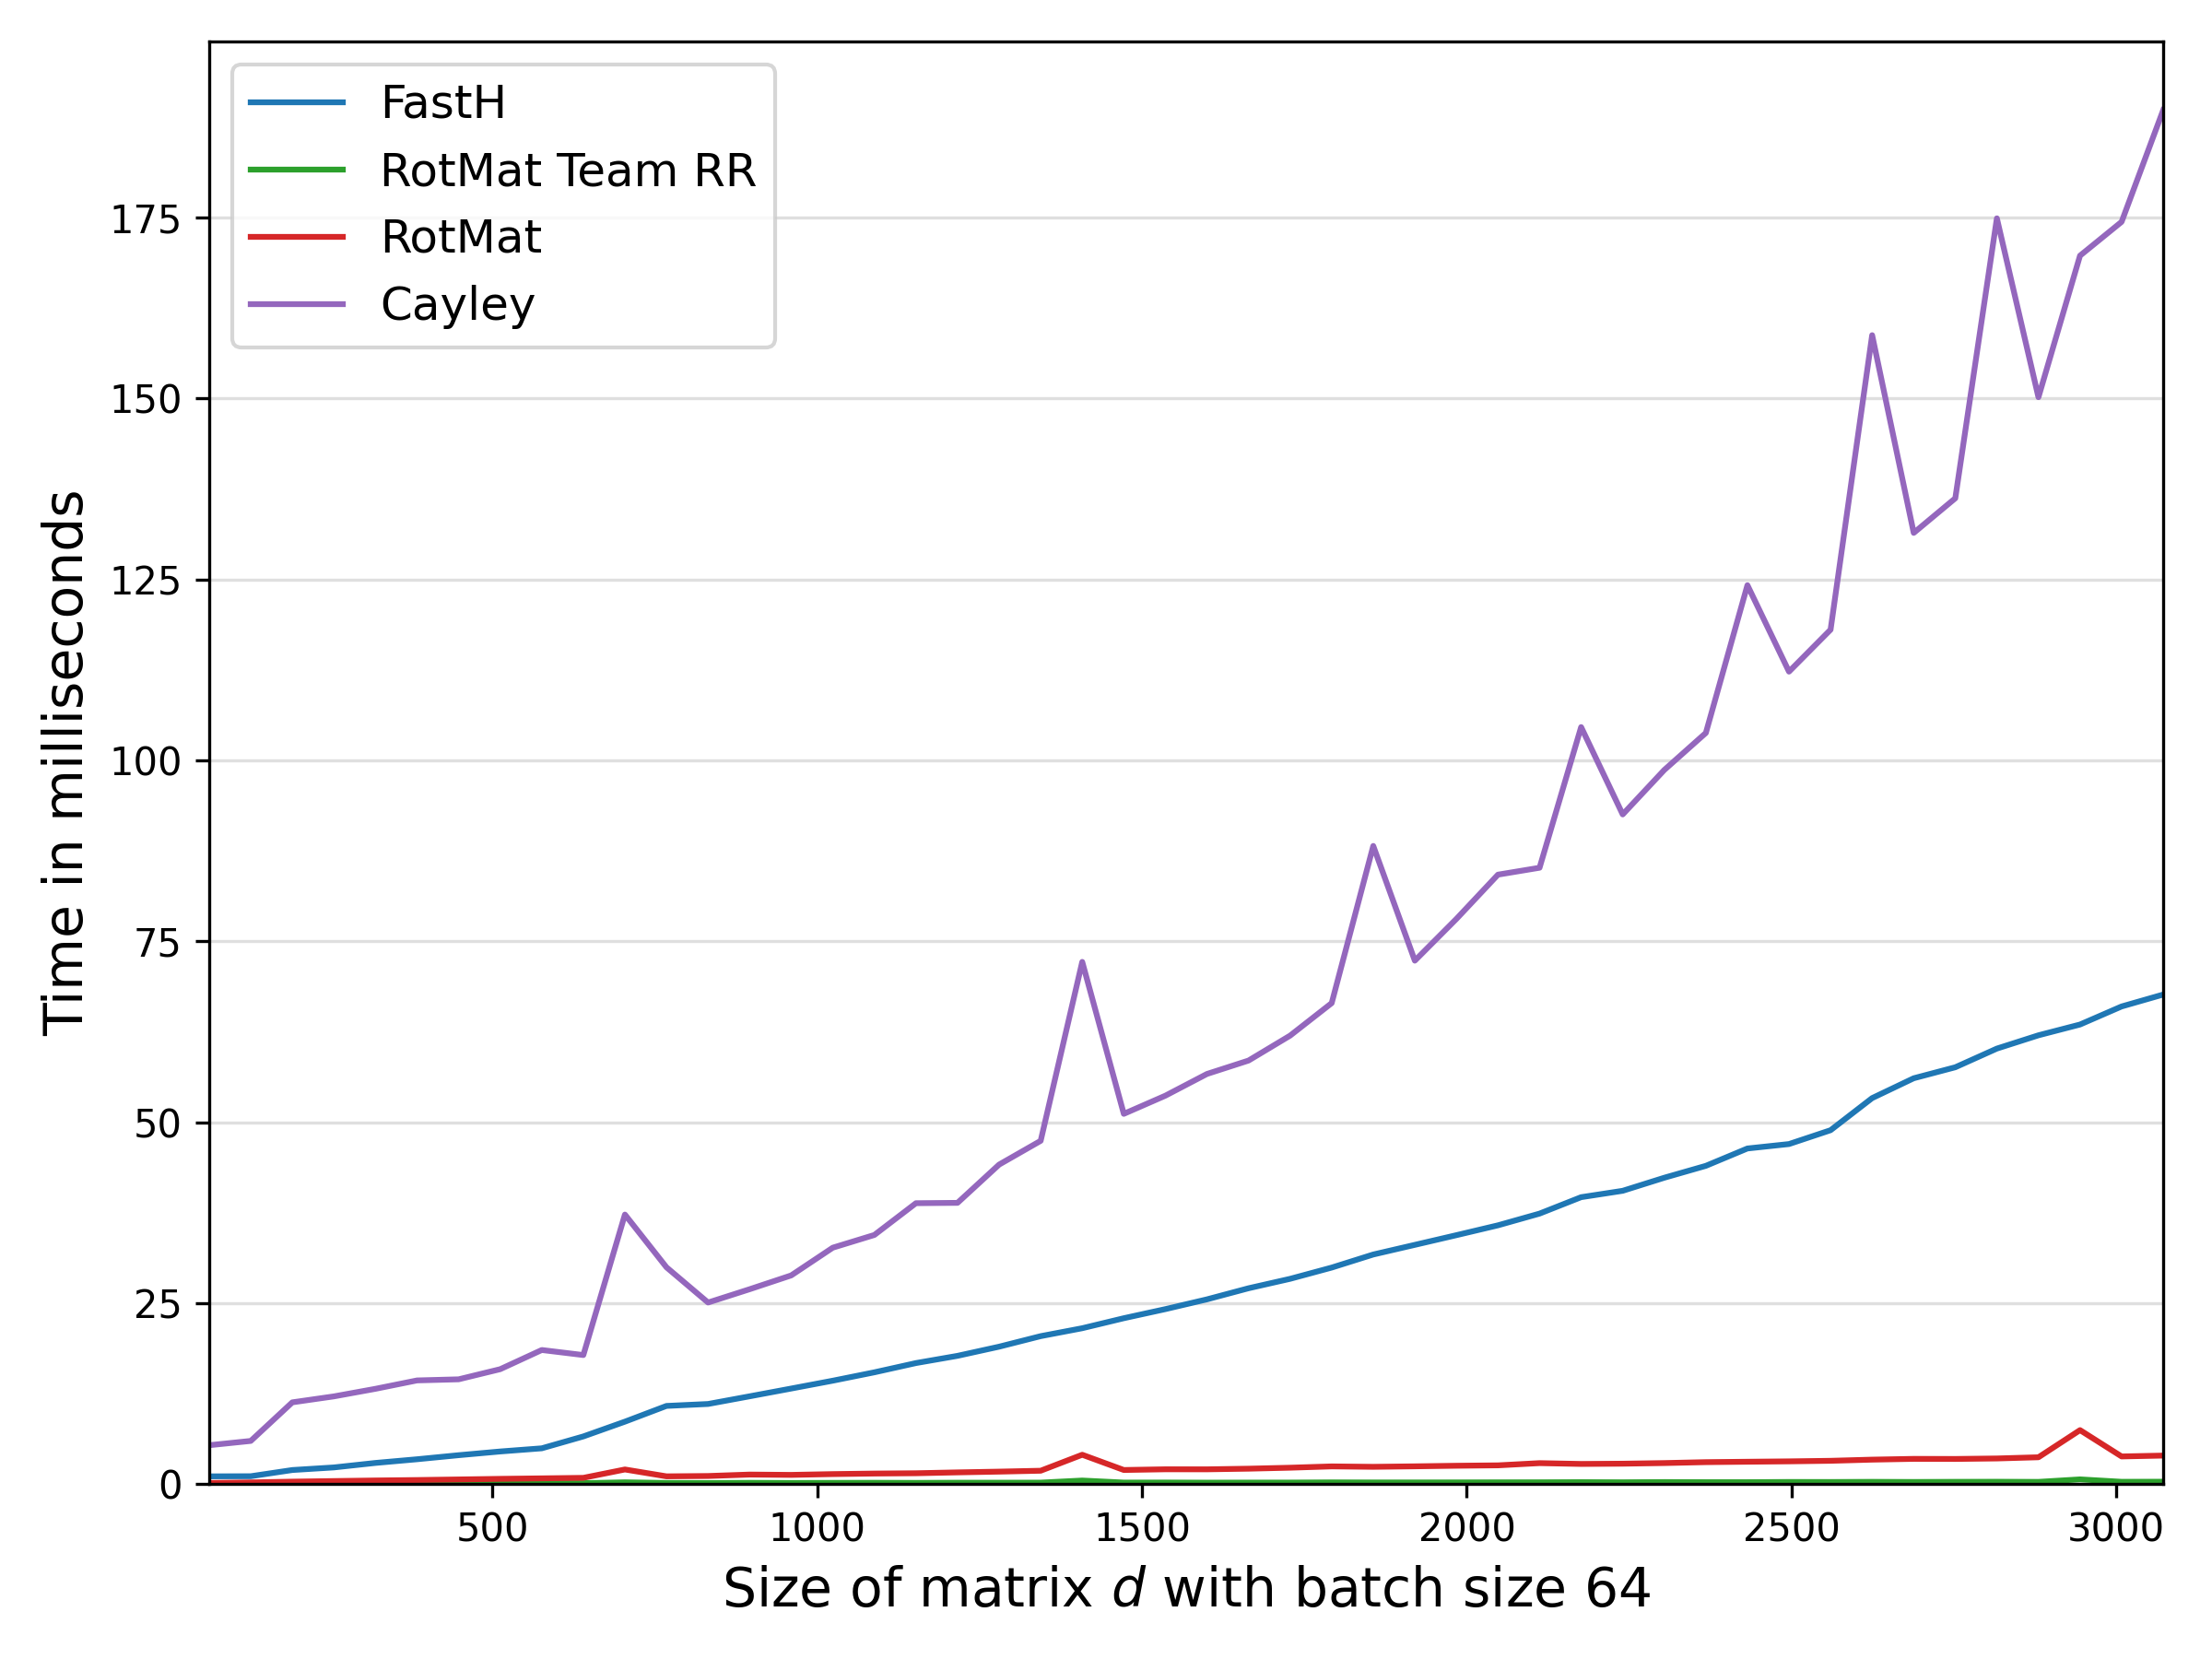 FastH
RotMat Team RR
RotMat
Cayley
175
150
125
100
75
50
25
0
Time in milliseconds
500 1000 1500 2000 2500 3000
Size of matrix d with batch size 64